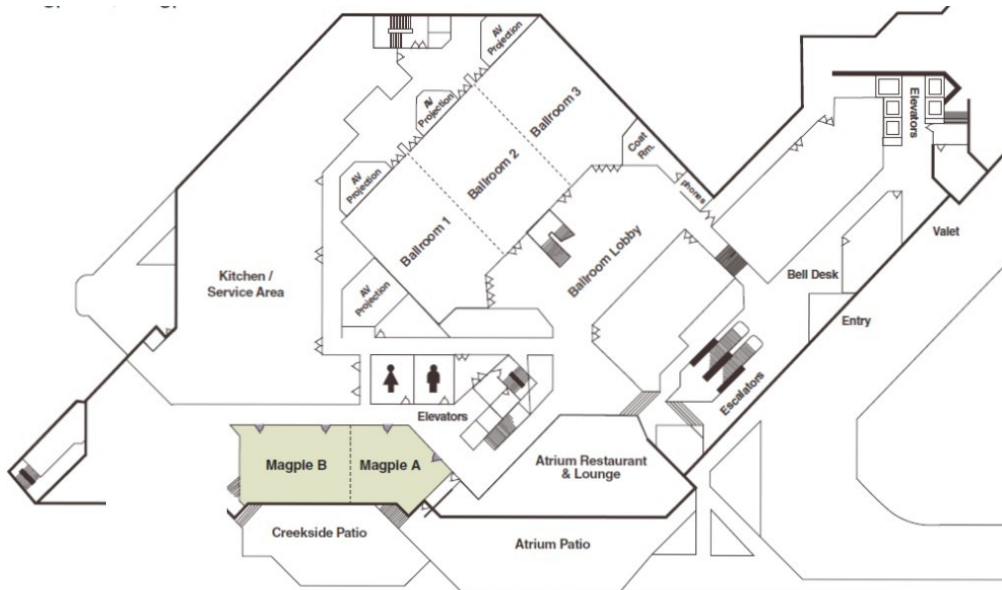 AV
Projection
AV
Projection
AV
Projection
AV
Projection
Ballroom 3
Ballroom 2
Ballroom 1
Coat
Rm.
phones
Elevators
Ballroom Lobby
Kitchen /
Service Area
Valet
Bell Desk
Entry
Escalators
Elevators
Magpie B
Magpie A
Atrium Restaurant
& Lounge
Creekside Patio
Atrium Patio